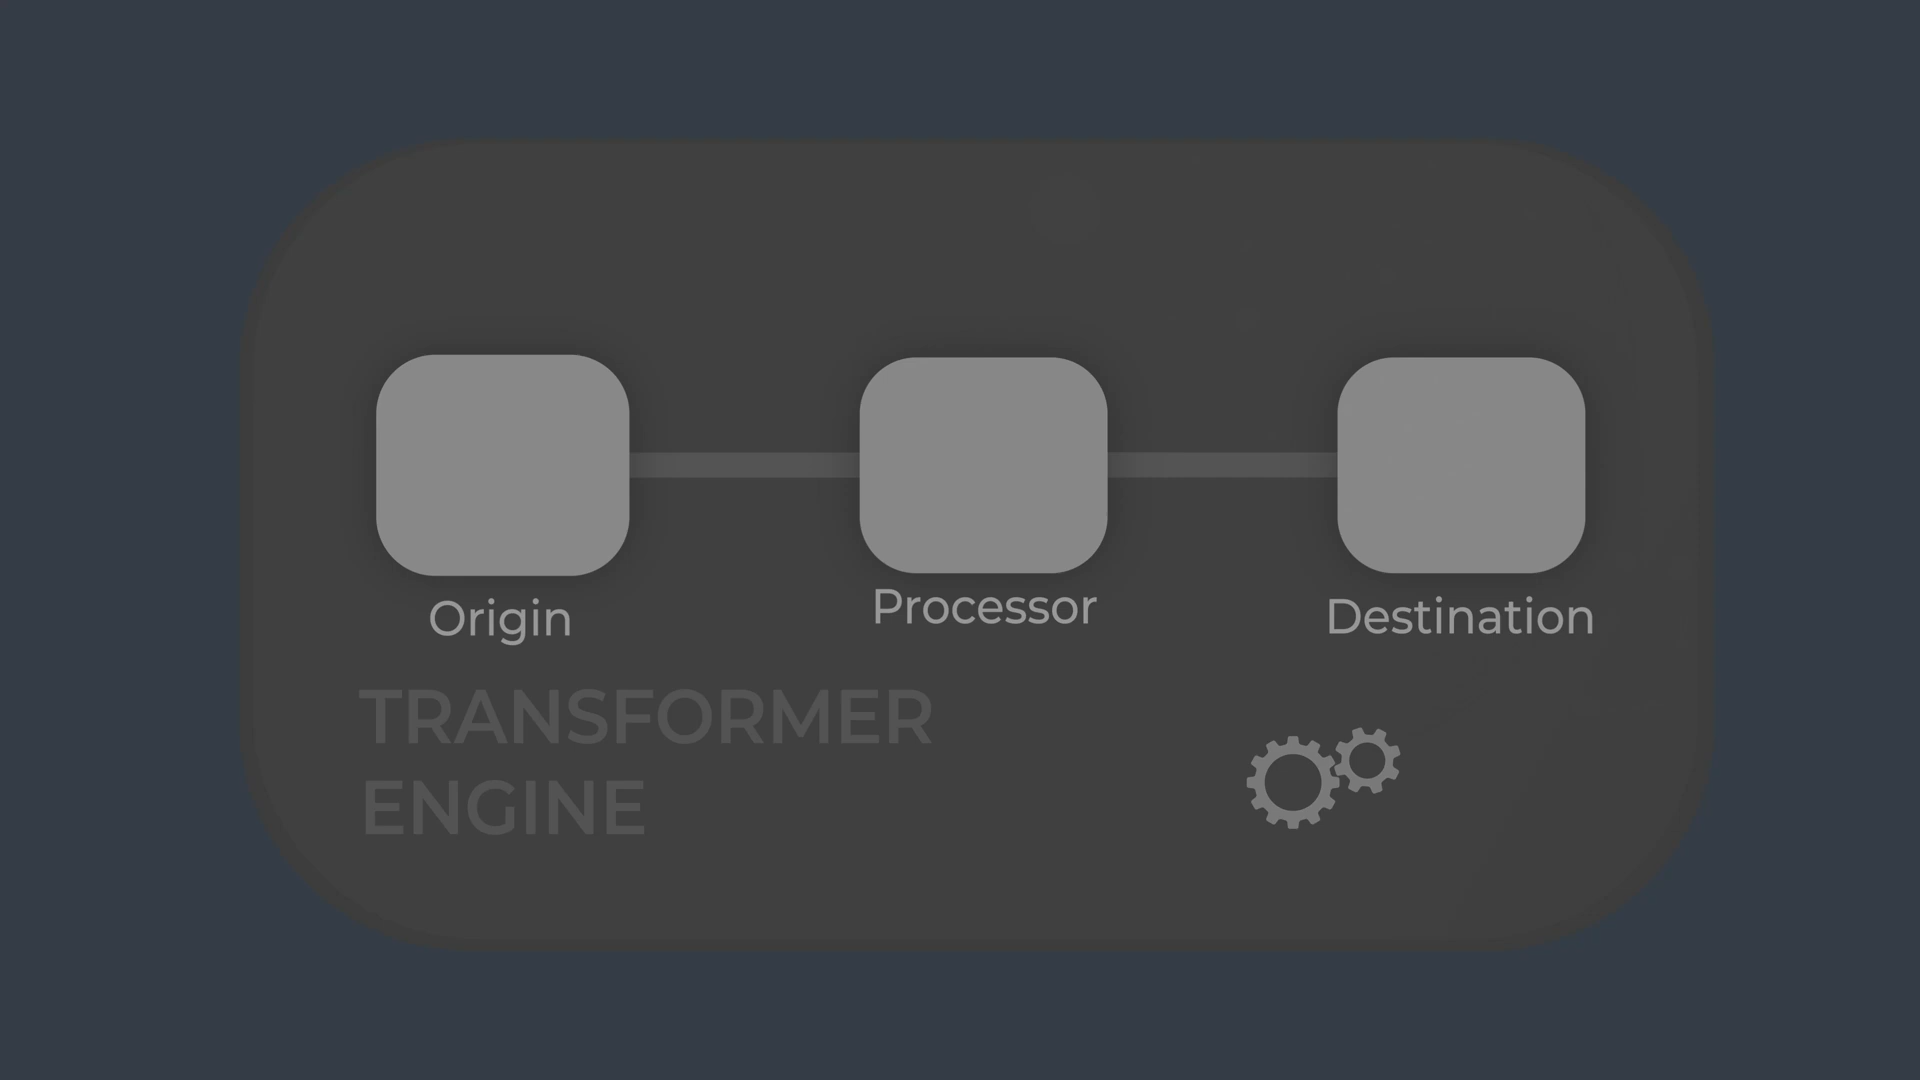 Origin
Processor
Destination
TRANSFORMER
ENGINE